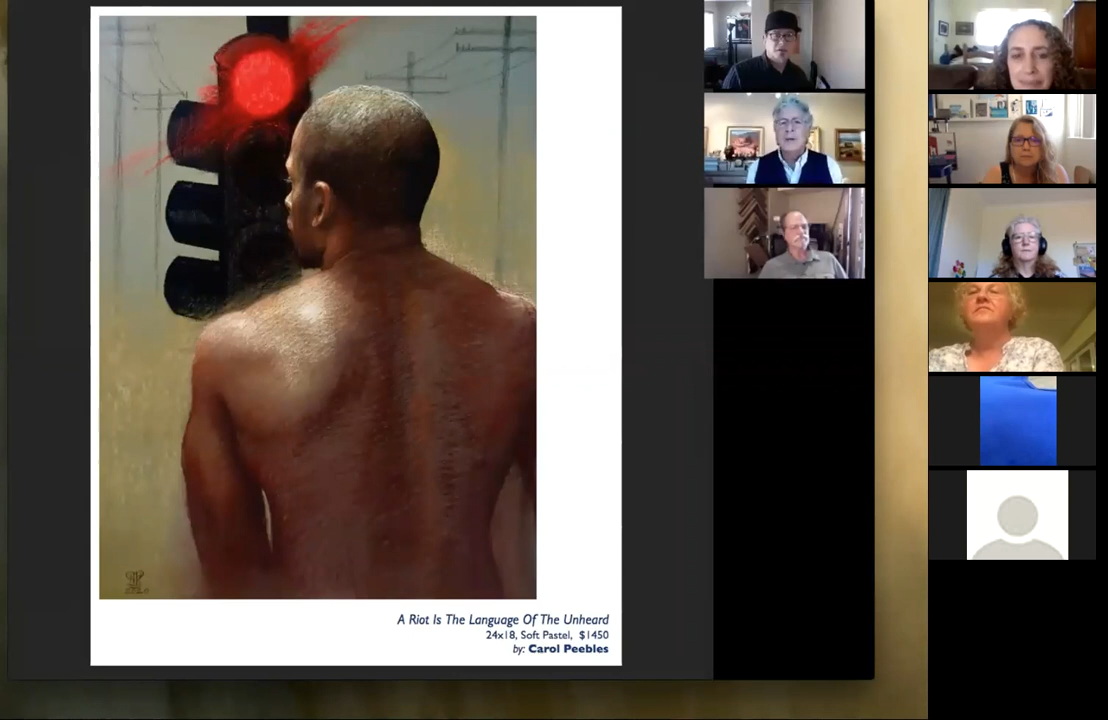 A Riot Is The Language Of The Unheard
24x18, Soft Pastel, $1450
by: Carol Peebles